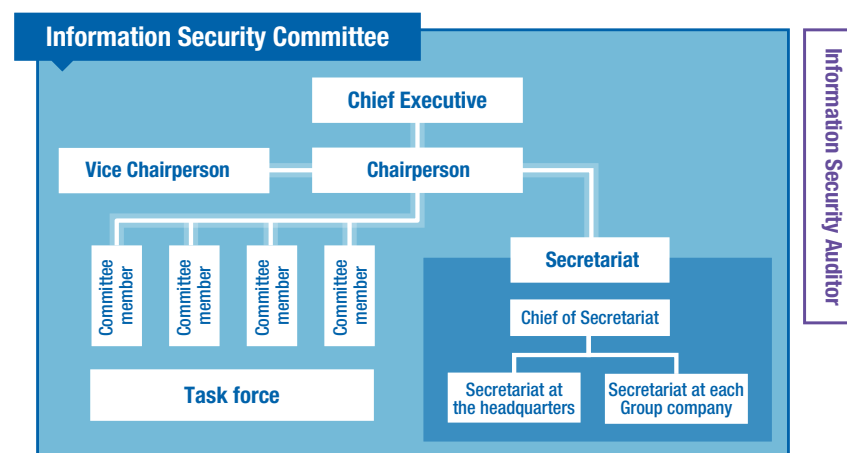 Information Security Committee
Chief Executive
Vice Chairperson
Chairperson
Committee
member
Committee
member
Committee
member
Committee
member
Task force
Secretariat
Chief of Secretariat
Secretariat at
the headquarters
Secretariat at each
Group company
Information Security Auditor